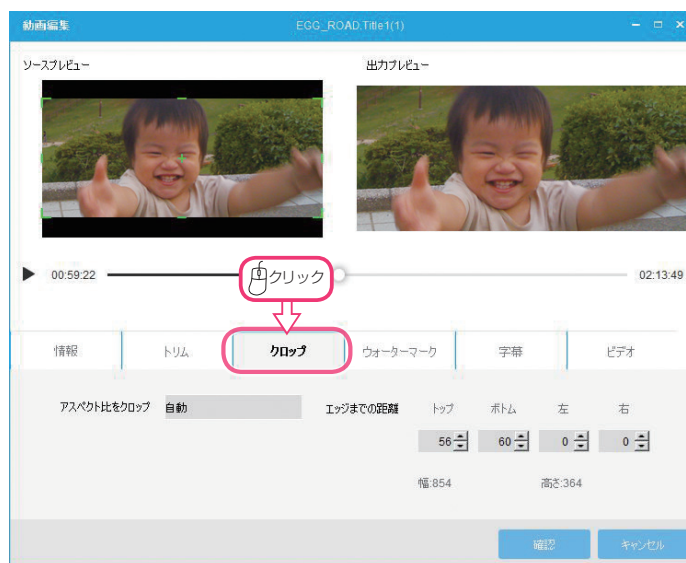 動画編集 EGG_ROAD.Title1(1)
ソースプレビュー 出力プレビュー
00:59:22 クリック 02:13:49
情報 トリム クロップ ウォーターマーク 字幕 ビデオ
アスペクト比をクロップ 自動 エッジまでの距離 トップ ボトム 左 右
56 60 0 0
幅:854 高さ:364
確認 キャンセル